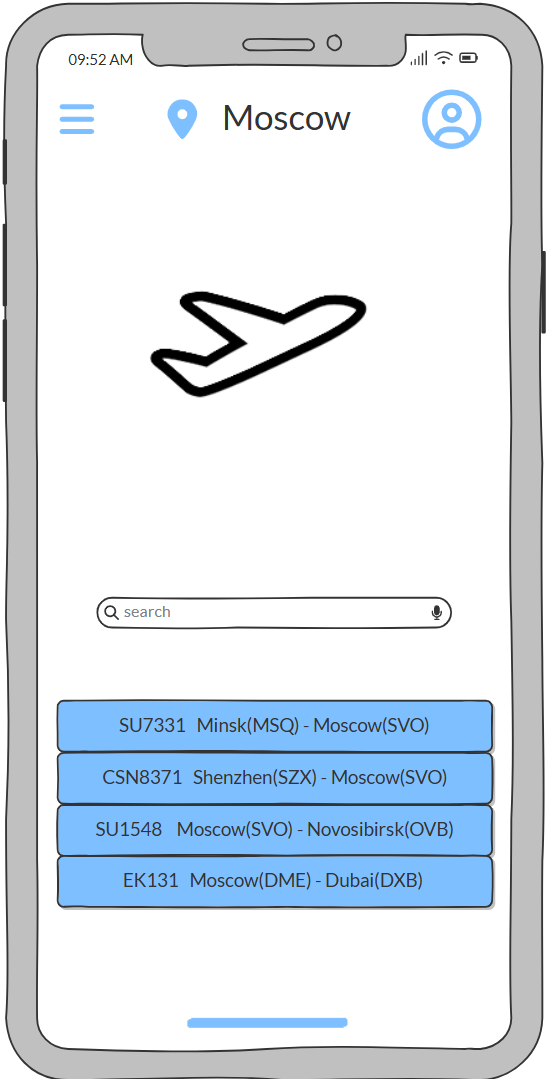 09:52 AM
Moscow
search
SU7331 Minsk(MSQ) - Moscow(SVO)
CSN8371 Shenzhen(SZX) - Moscow(SVO)
SU1548 Moscow(SVO) - Novosibirsk(OVB)
EK131 Moscow(DME) - Dubai(DXB)